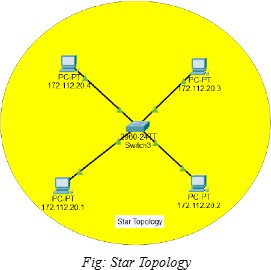 PC-PT
172.112.20.4
PC-PT
172.112.20.3
2960-24TT
Switch3
PC-PT
172.112.20.1
PC-PT
172.112.20.2
Star Topology
Fig: Star Topology